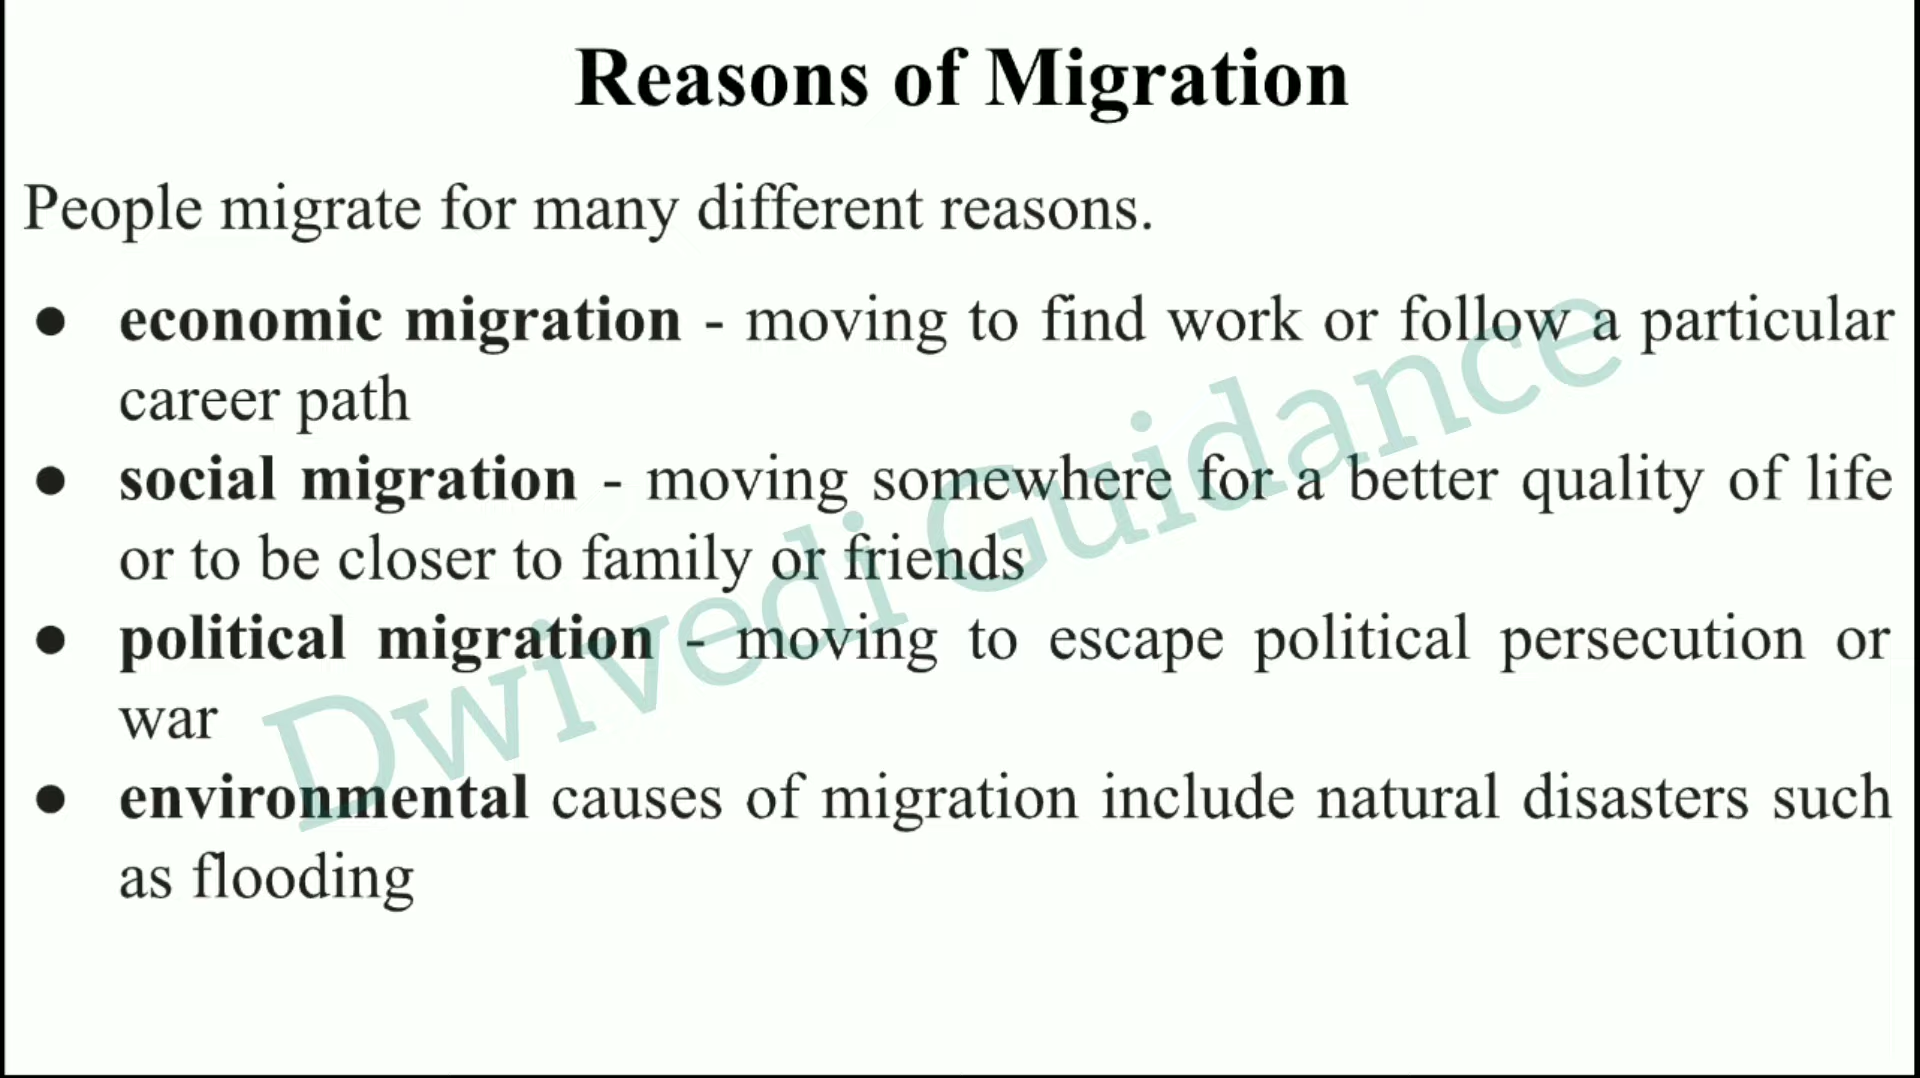 Reasons of Migration
People migrate for many different reasons.
● economic migration - moving to find work or follow a particular
career path
● social migration - moving somewhere for a better quality of life
or to be closer to family or friends
● political migration - moving to escape political persecution or
war
● environmental causes of migration include natural disasters such
as flooding
Dwivedi Guidance